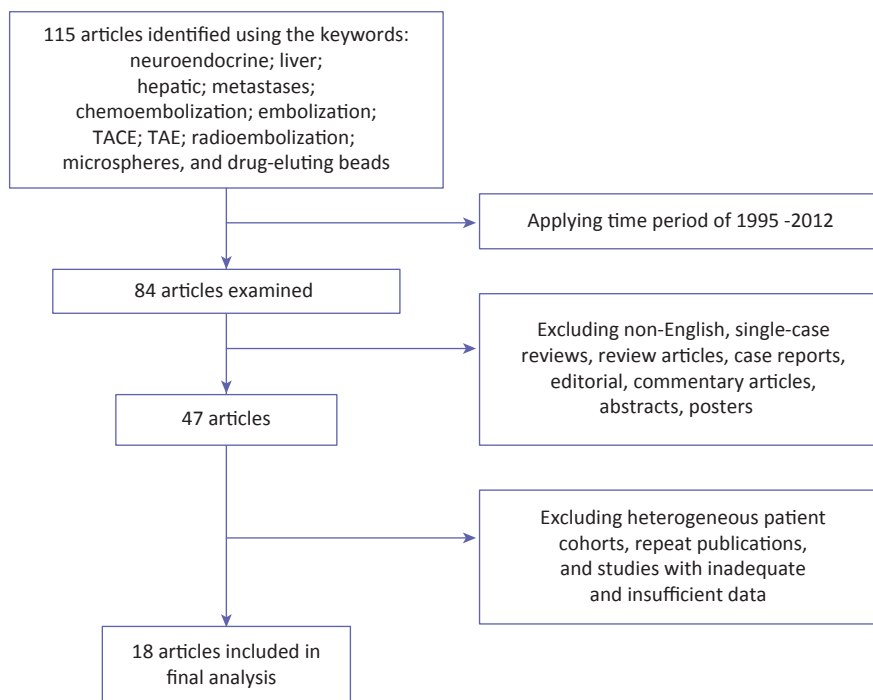 115 articles identified using the keywords:
neuroendocrine; liver;
hepatic; metastases;
chemoembolization; embolization;
TACE; TAE; radioembolization;
microspheres, and drug-eluting beads
Applying time period of 1995 -2012
84 articles examined
Excluding non-English, single-case
reviews, review articles, case reports,
editorial, commentary articles,
abstracts, posters
47 articles
Excluding heterogeneous patient
cohorts, repeat publications,
and studies with inadequate
and insufficient data
18 articles included in
final analysis